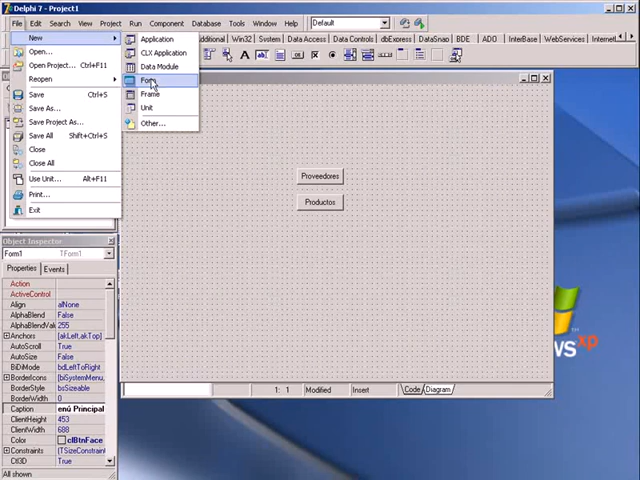 Delphi 7 - Project1
File Edit Search View Project Run Component Database Tools Window Help
Default
Additional Win32 System Data Access Data Controls dbExpress DataSnap BDE ADO InterBase WebServices InternetExpress
New
Open...
Open Project... Ctrl+F11
Reopen
Save Ctrl+S
Save As...
Save Project As...
Save All Shift+Ctrl+S
Close
Close All
Use Unit... Alt+F11
Print...
Exit
Application
CLX Application
Data Module
Form
Frame
Unit
Other...
Proveedores
Productos
Object Inspector
Form1 TForm1
Properties Events
Action
ActiveControl
Align alNone
AlphaBlend False
AlphaBlendVal 255
Anchors [akLeft,akTop]
AutoScroll True
AutoSize False
BiDiMode bdLeftToRight
BorderIcons [biSystemMenu,
BorderStyle bsSizeable
BorderWidth 0
Caption enú Principal
ClientHeight 453
ClientWidth 688
Color clBtnFace
Constraints (TSizeConstraint
Ctl3D True
All shown
1: 1 Modified Insert Code Diagram
ws xp